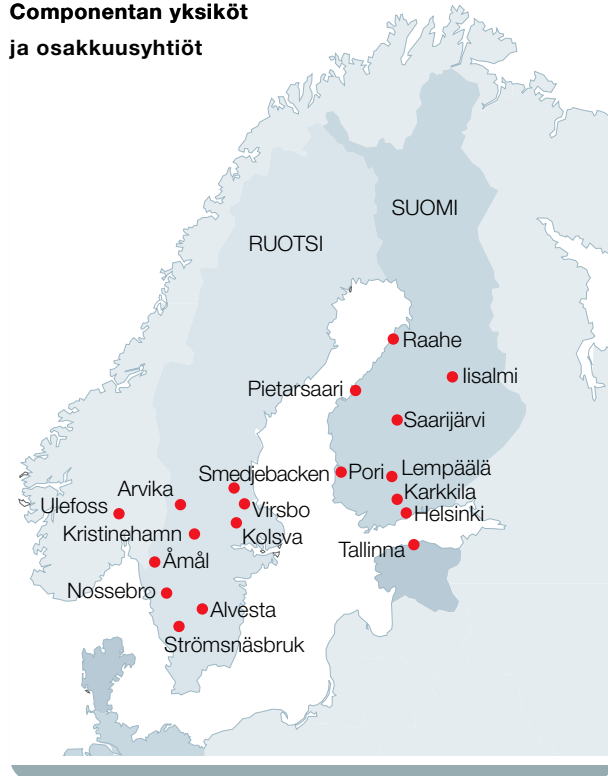 Componentan yksiköt
ja osakkuusyhtiöt
SUOMI
RUOTSI
Raahe
Iisalmi
Pietarsaari
Saarijärvi
Smedjebacken
Pori
Lempäälä
Arvika
Karkkila
Ulefoss
Virsbo
Helsinki
Kristinehamn
Kolsva
Tallinna
Åmål
Nossebro
Alvesta
Strömsnäsbruk